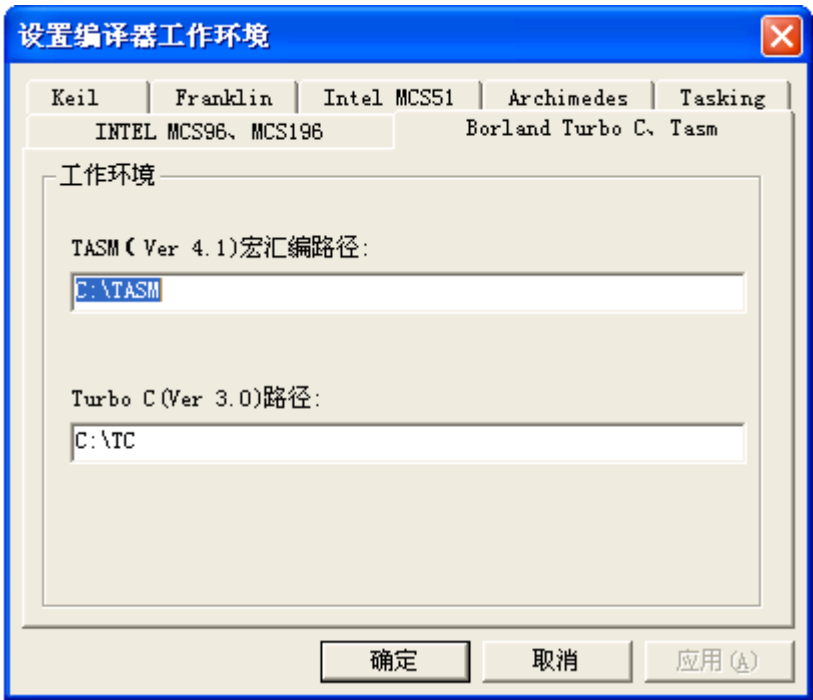 设置编译器工作环境
Keil Franklin Intel MCS51 Archimedes Tasking
INTEL MCS96、MCS196 Borland Turbo C、Tasm
工作环境
TASM(Ver 4.1)宏汇编路径:
C:\TASM
Turbo C(Ver 3.0)路径:
C:\TC
确定 取消 应用(A)